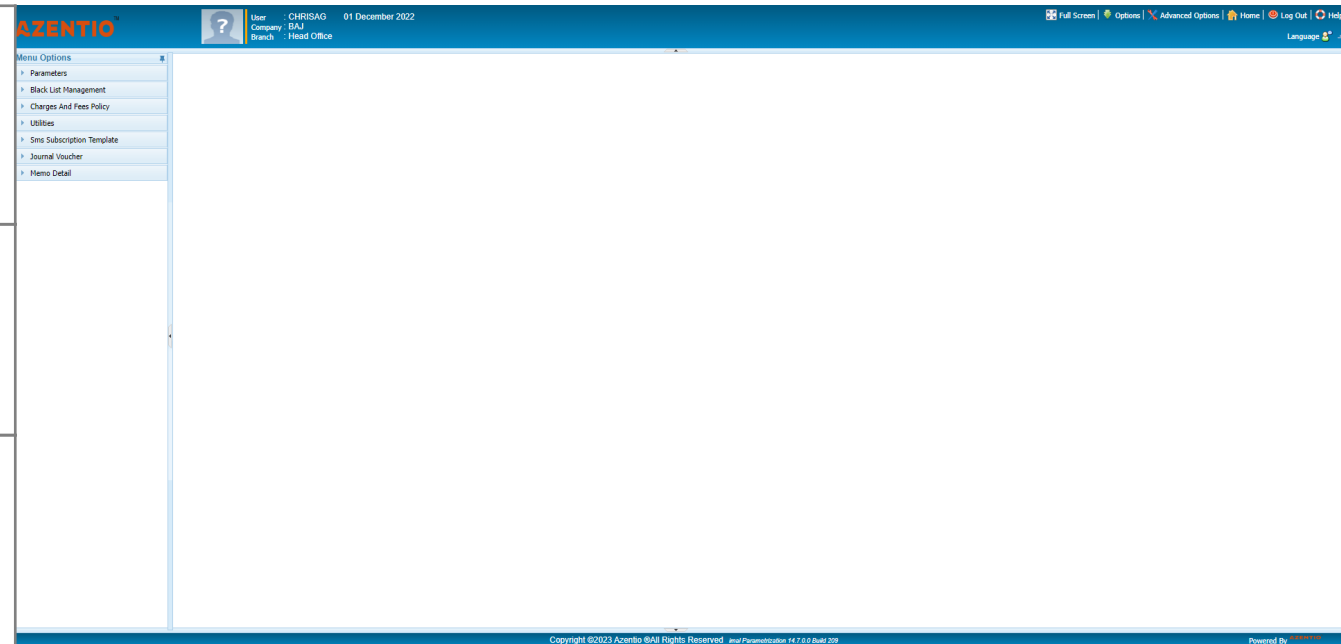 AZENTIO™
User : CHRISAG 01 December 2022
Company : BAJ
Branch : Head Office
Full Screen | Options | Advanced Options | Home | Log Out | Help
Language
Menu Options
Parameters
Black List Management
Charges And Fees Policy
Utilities
Sms Subscription Template
Journal Voucher
Memo Detail
Copyright ©2023 Azentio ®All Rights Reserved imal Parametrization 14.7.0.0 Build 209
Powered By AZENTIO